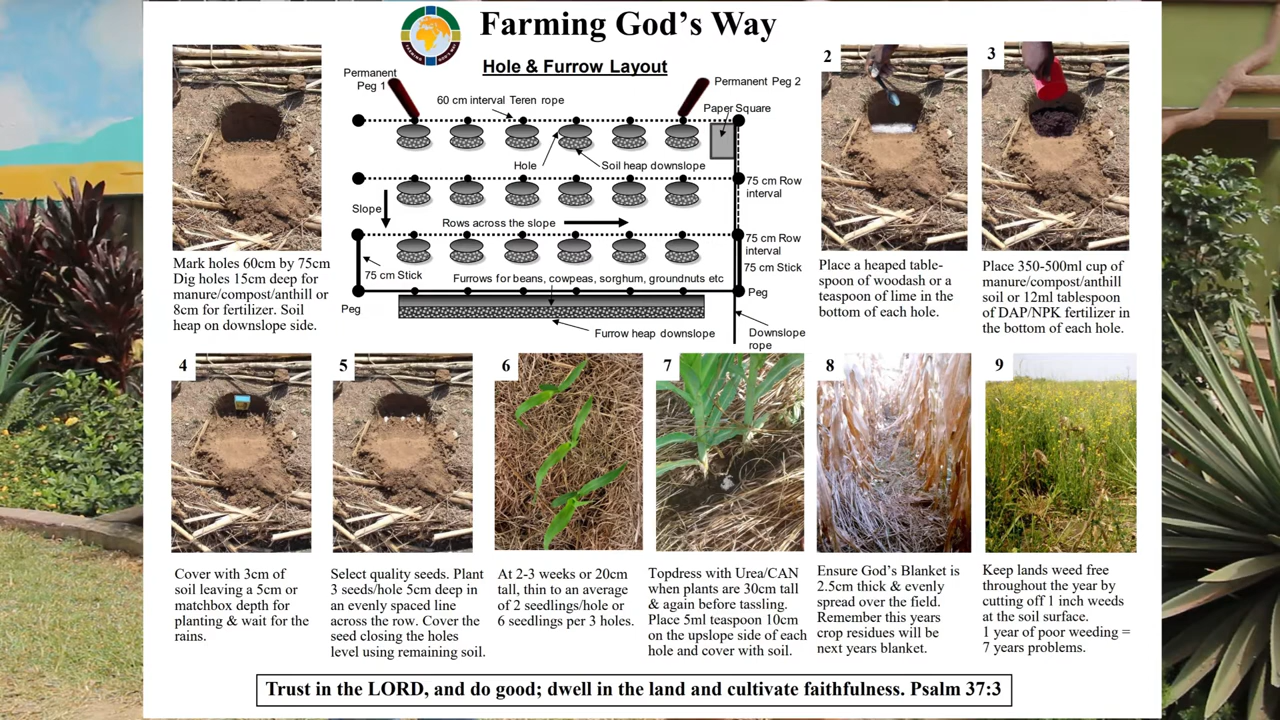 Farming God's Way
Hole & Furrow Layout
Permanent
Peg 1
60 cm interval Teren rope
Permanent Peg 2
Paper Square
Hole
Soil heap downslope
75 cm Row
interval
Slope
Rows across the slope
75 cm Row
interval
75 cm Stick
75 cm Stick
Furrows for beans, cowpeas, sorghum, groundnuts etc
Peg
Peg
Furrow heap downslope
Downslope
rope
Mark holes 60cm by 75cm
Dig holes 15cm deep for
manure/compost/anthill or
8cm for fertilizer. Soil
heap on downslope side.
2
Place a heaped table-
spoon of woodash or a
teaspoon of lime in the
bottom of each hole.
3
Place 350-500ml cup of
manure/compost/anthill
soil or 12ml tablespoon
of DAP/NPK fertilizer in
the bottom of each hole.
4
Cover with 3cm of
soil leaving a 5cm or
matchbox depth for
planting & wait for the
rains.
5
Select quality seeds. Plant
3 seeds/hole 5cm deep in
an evenly spaced line
across the row. Cover the
seed closing the holes
level using remaining soil.
6
At 2-3 weeks or 20cm
tall, thin to an average
of 2 seedlings/hole or
6 seedlings per 3 holes.
7
Topdress with Urea/CAN
when plants are 30cm tall
& again before tassling.
Place 5ml teaspoon 10cm
on the upslope side of each
hole and cover with soil.
8
Ensure God's Blanket is
2.5cm thick & evenly
spread over the field.
Remember this years
crop residues will be
next years blanket.
9
Keep lands weed free
throughout the year by
cutting off 1 inch weeds
at the soil surface.
1 year of poor weeding =
7 years problems.
Trust in the LORD, and do good; dwell in the land and cultivate faithfulness. Psalm 37:3